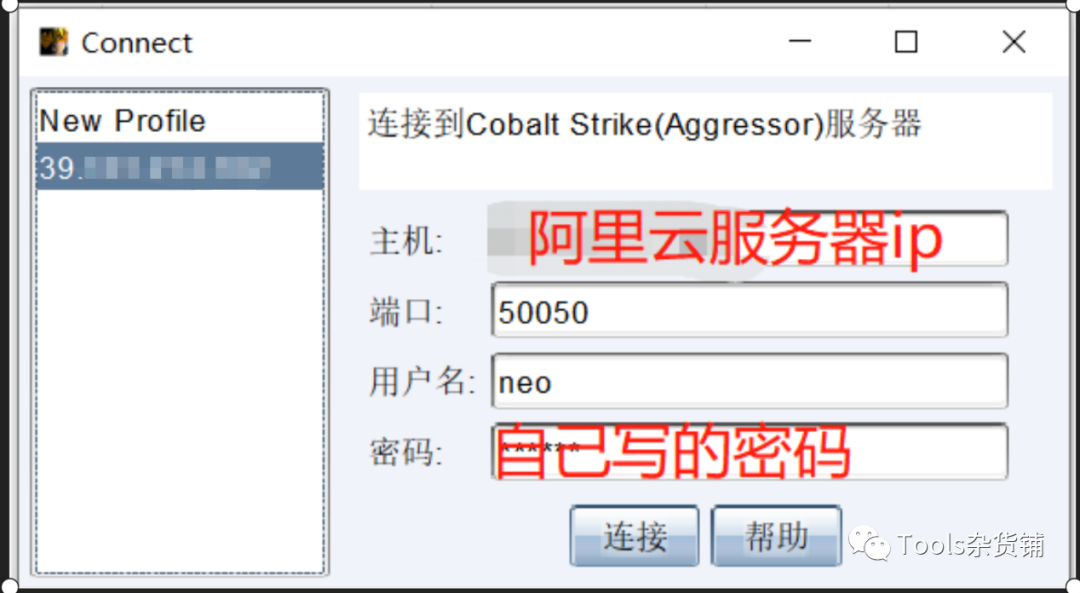 Connect
New Profile
39.
连接到Cobalt Strike(Aggressor)服务器
主机:
阿里云服务器ip
端口:
50050
用户名:
neo
密码:
自己写的密码
连接
帮助
Tools杂货铺